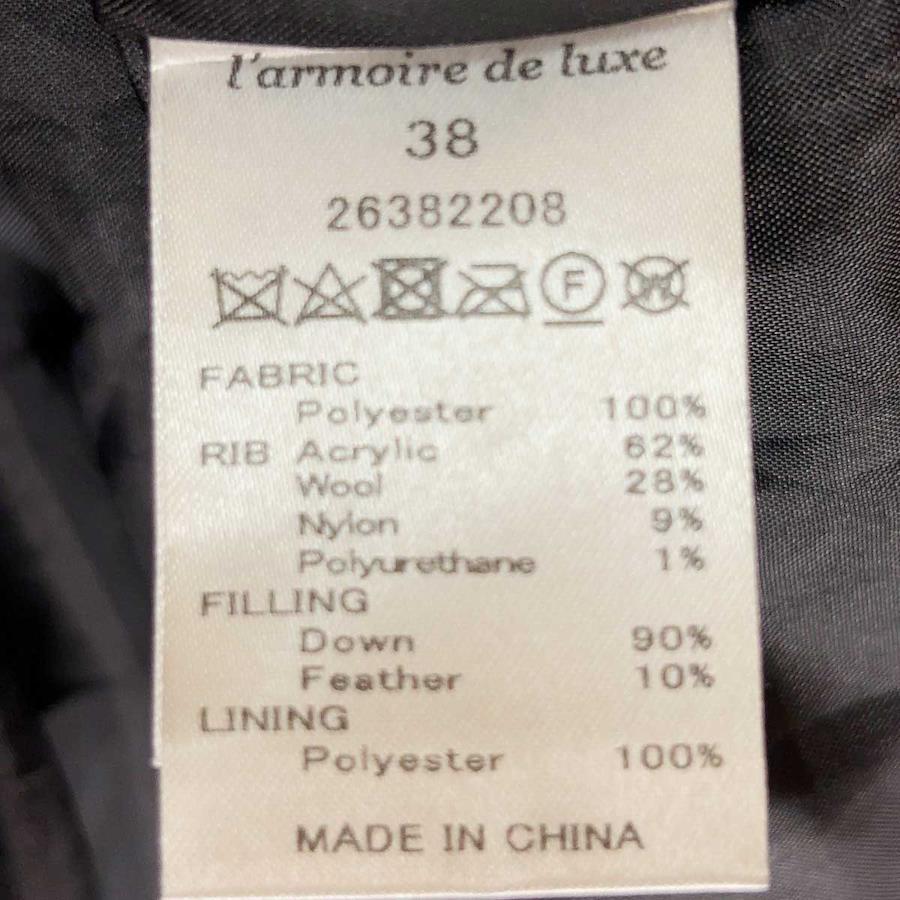 l'armoire de luxe
38
26382208
F W
FABRIC
Polyester 100%
RIB Acrylic 62%
Wool 28%
Nylon 9%
Polyurethane 1%
FILLING
Down 90%
Feather 10%
LINING
Polyester 100%
MADE IN CHINA